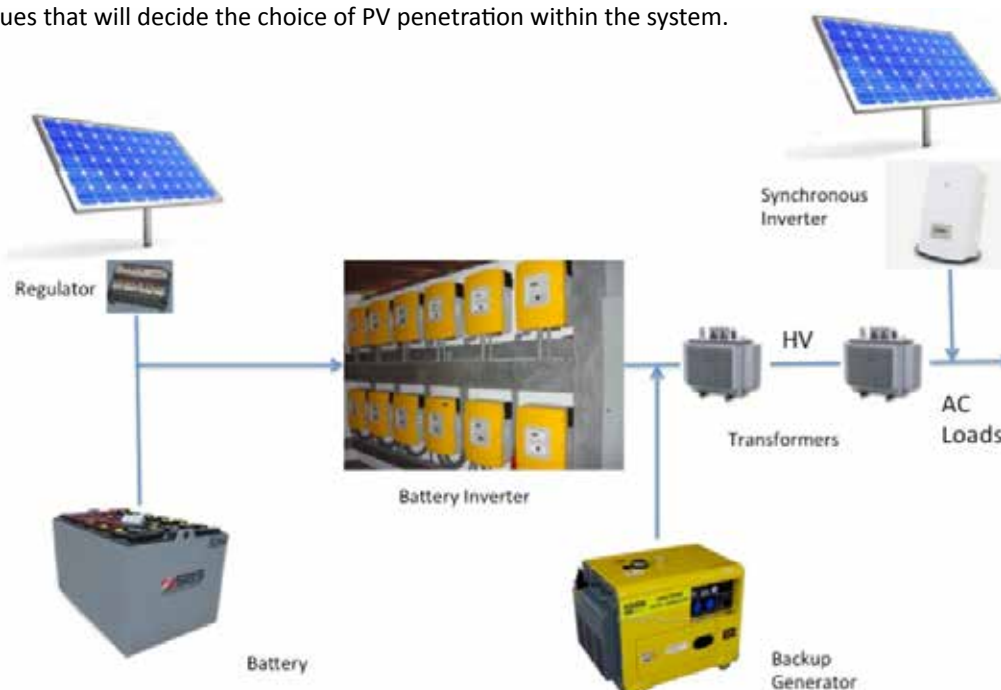 ues that will decide the choice of PV penetration within the system.
Synchronous
Inverter
Regulator
HV
AC
Loads
Transformers
Battery Inverter
Battery
Backup
Generator